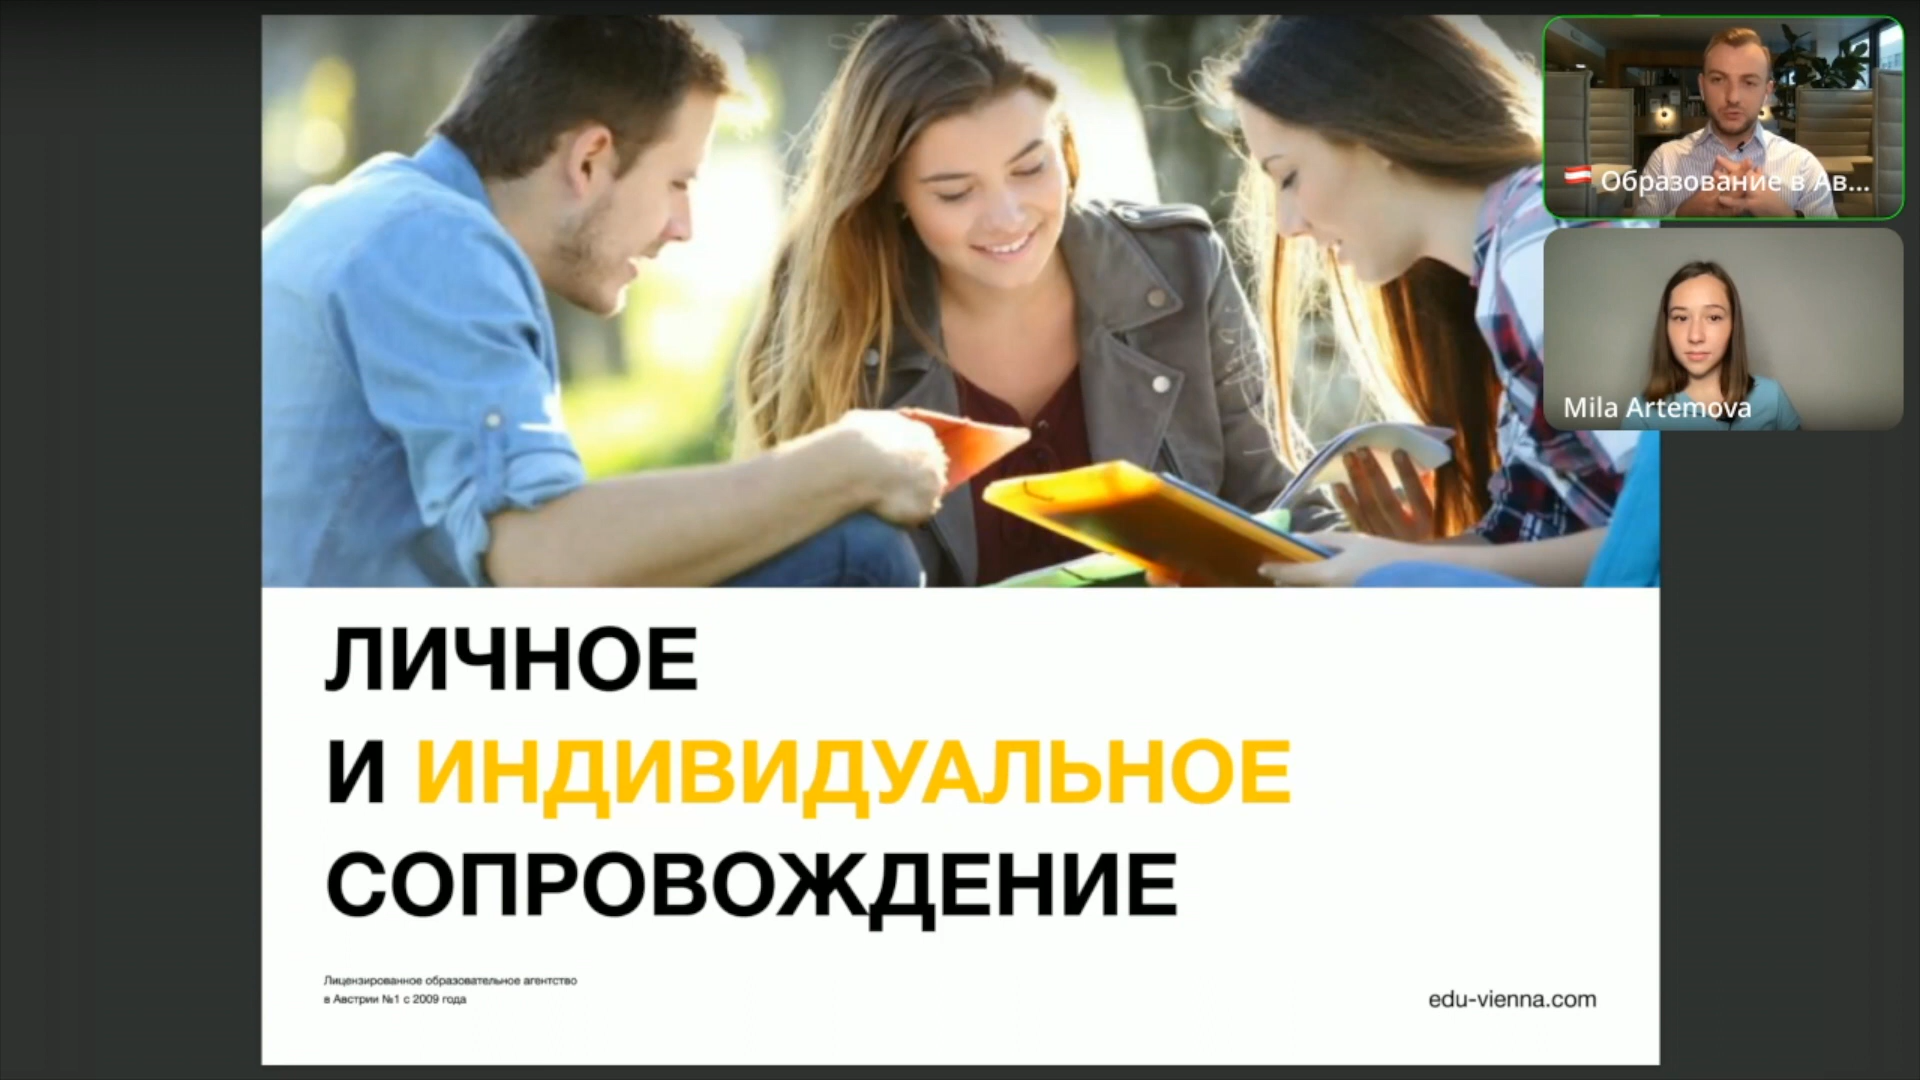 Образование в Ав...
Mila Artemova
ЛИЧНОЕ
И ИНДИВИДУАЛЬНОЕ
СОПРОВОЖДЕНИЕ
Лицензированное образовательное агентство
в Австрии №1 с 2009 года
edu-vienna.com